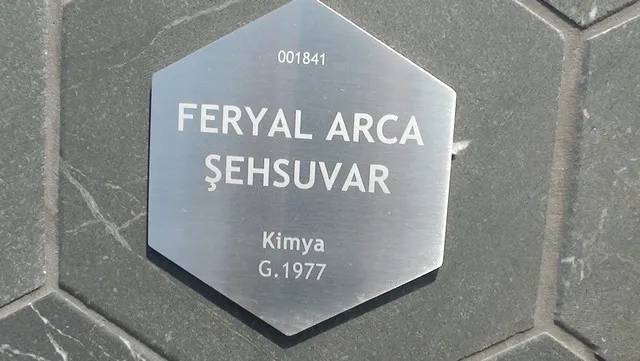 001841
FERYAL ARCA
ŞEHSUVAR
Kimya
G.1977